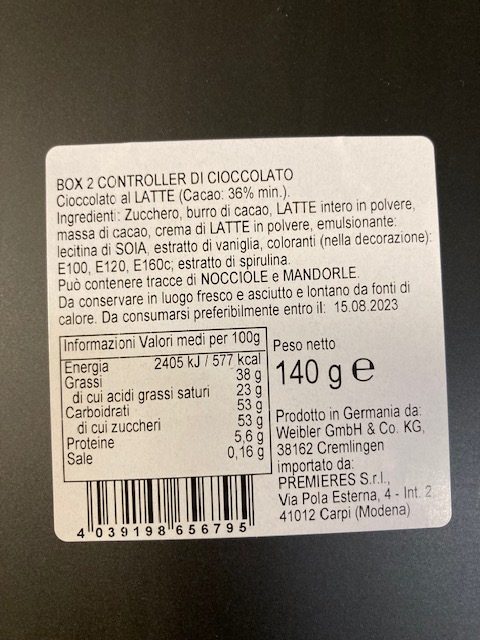 BOX 2 CONTROLLER DI CIOCCOLATO
Cioccolato al LATTE (Cacao: 36% min.).
Ingredienti: Zucchero, burro di cacao, LATTE intero in polvere,
massa di cacao, crema di LATTE in polvere, emulsionante:
lecitina di SOIA, estratto di vaniglia, coloranti (nella decorazione):
E100, E120, E160c; estratto di spirulina.
Può contenere tracce di NOCCIOLE e MANDORLE.
Da conservare in luogo fresco e asciutto e lontano da fonti di
calore. Da consumarsi preferibilmente entro il: 15.08.2023
Informazioni Valori medi per 100g
Energia 2405 kJ / 577 kcal
Grassi 38 g
di cui acidi grassi saturi 23 g
Carboidrati 53 g
di cui zuccheri 53 g
Proteine 5,6 g
Sale 0,16 g
Peso netto
140 g e
Prodotto in Germania da:
Weibler GmbH & Co. KG,
38162 Cremlingen
importato da:
PREMIERES S.r.l.,
Via Pola Esterna, 4 - Int. 2
41012 Carpi (Modena)
4 039198 656795